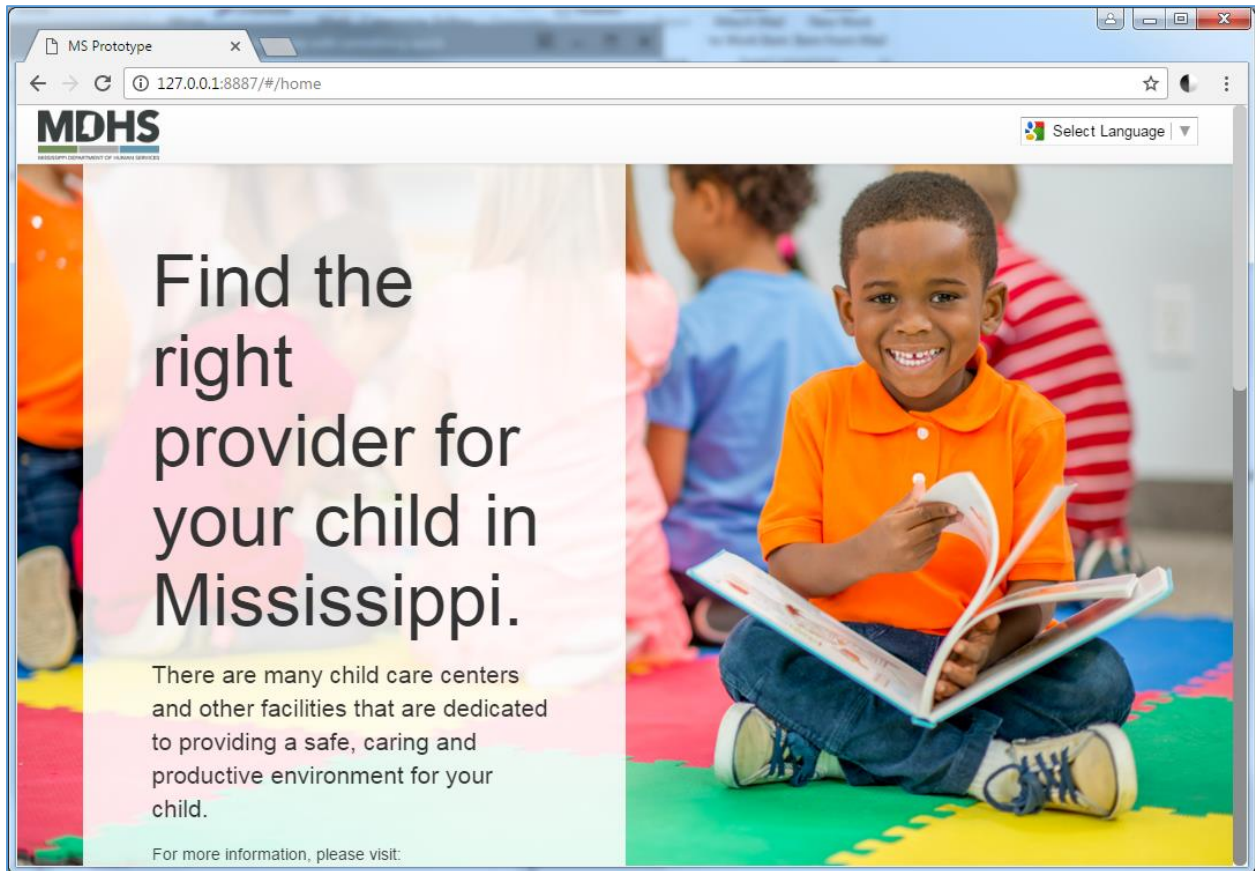 MS Prototype
127.0.0.1:8887/#/home
MDHS
MISSISSIPPI DEPARTMENT OF HUMAN SERVICES
Select Language
Find the
right
provider for
your child in
Mississippi.
There are many child care centers
and other facilities that are dedicated
to providing a safe, caring and
productive environment for your
child.
For more information, please visit: